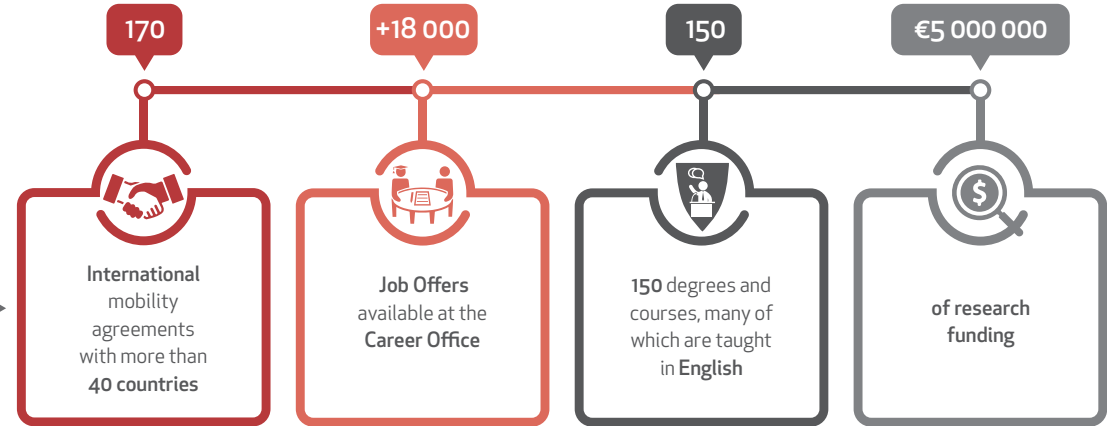 170
International
mobility
agreements
with more than
40 countries
+18 000
Job Offers
available at the
Career Office
150
150 degrees and
courses, many of
which are taught
in English
€5 000 000
$
of research
funding